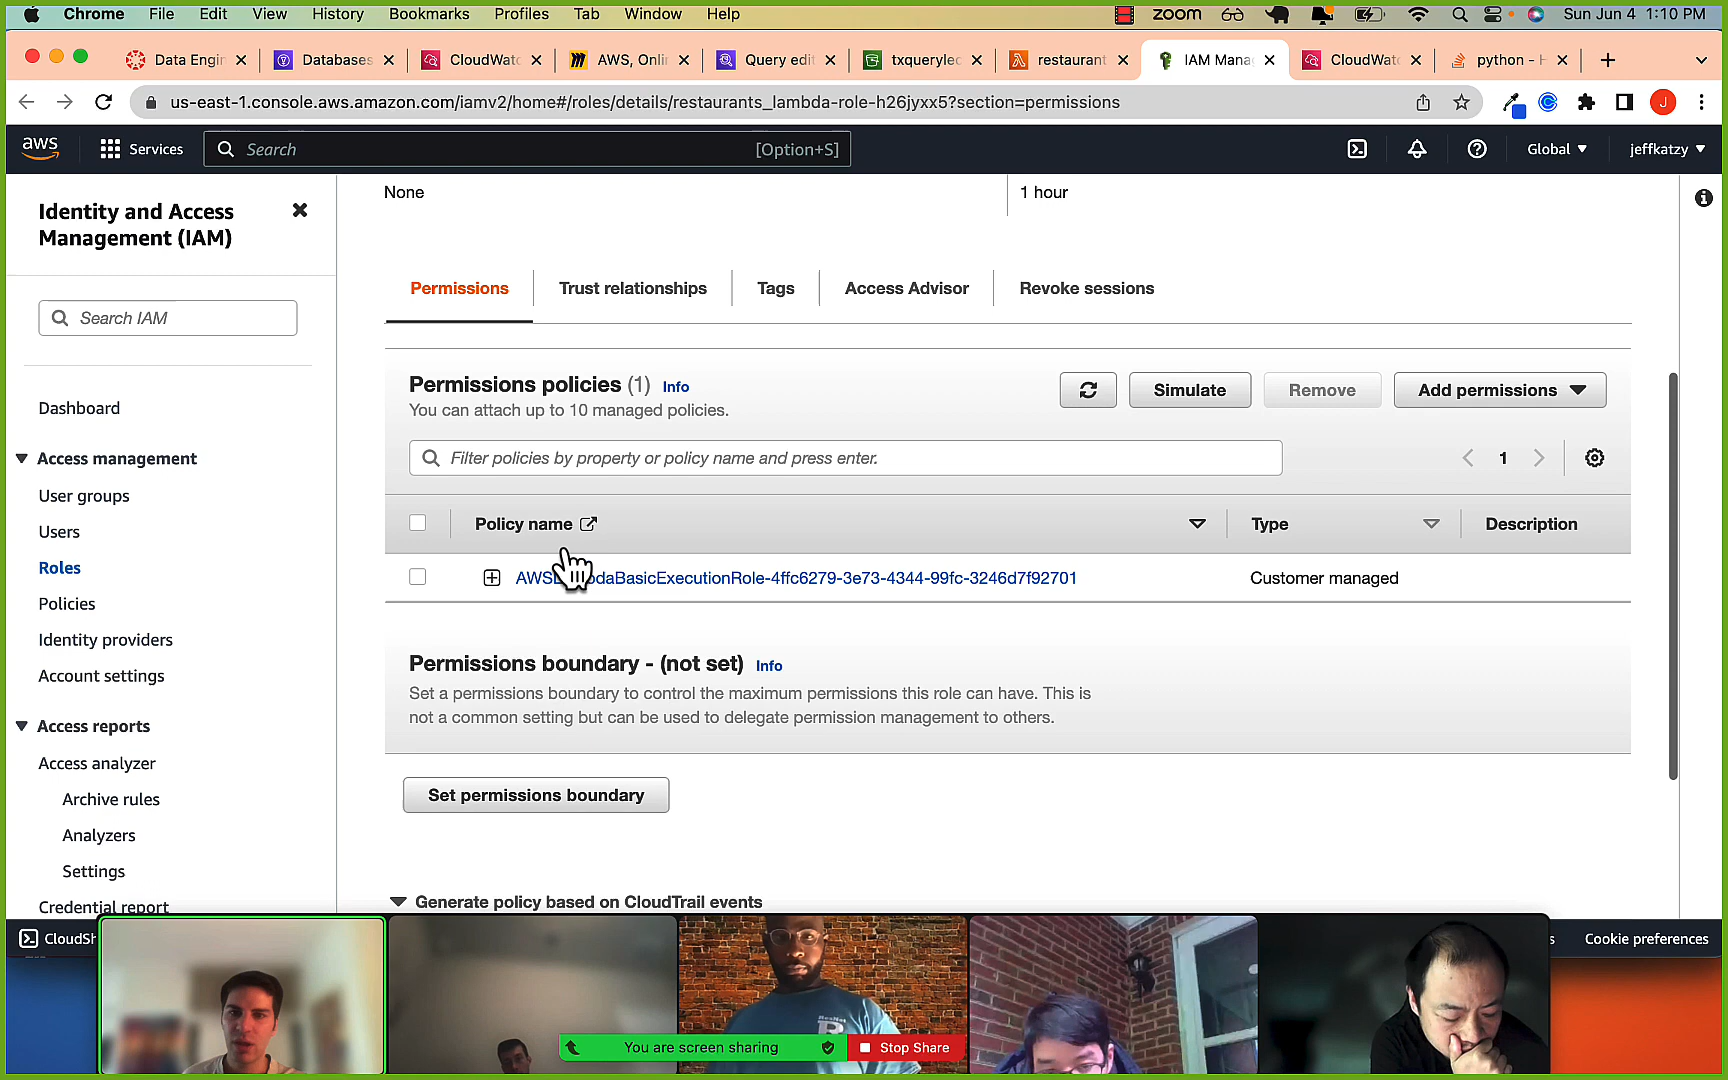 Chrome File Edit View History Bookmarks Profiles Tab Window Help zoom Sun Jun 4 1:10 PM
Data Engin Databases CloudWatc AWS, Onli Query edit txquerylec restaurant IAM Mana CloudWatc python - H
us-east-1.console.aws.amazon.com/iamv2/home#/roles/details/restaurants_lambda-role-h26jyxx5?section=permissions J
aws Services Search [Option+S] Global jeffkatzy
Identity and Access
Management (IAM)
Search IAM
Dashboard
Access management
User groups
Users
Roles
Policies
Identity providers
Account settings
Access reports
Access analyzer
Archive rules
Analyzers
Settings
Credential report
None 1 hour
Permissions Trust relationships Tags Access Advisor Revoke sessions
Permissions policies (1) Info
You can attach up to 10 managed policies.
Simulate Remove Add permissions
Filter policies by property or policy name and press enter.
1
Policy name Type Description
AWSL bdaBasicExecutionRole-4ffc6279-3e73-4344-99fc-3246d7f92701 Customer managed
Permissions boundary - (not set) Info
Set a permissions boundary to control the maximum permissions this role can have. This is
not a common setting but can be used to delegate permission management to others.
Set permissions boundary
Generate policy based on CloudTrail events
CloudSh s Cookie preferences
You are screen sharing Stop Share